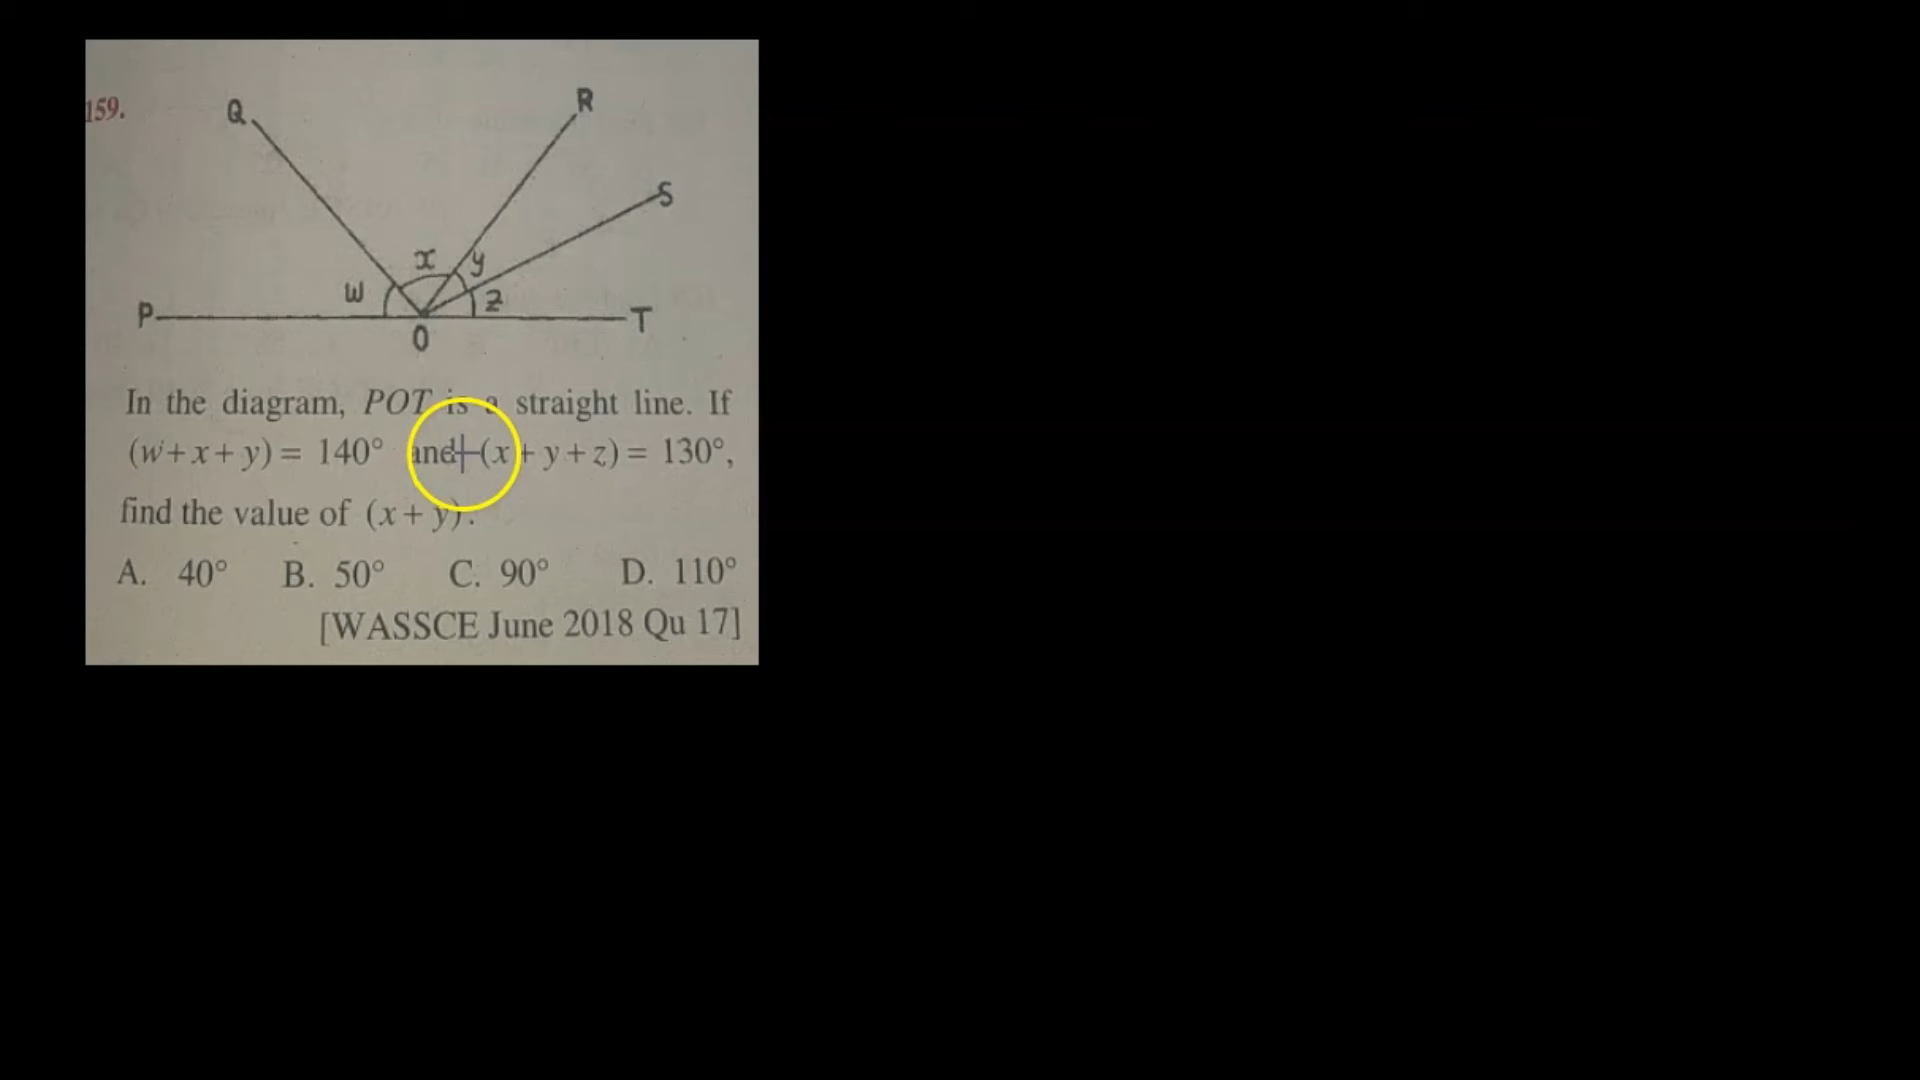 159.
Q
R
S
x
y
w
z
P
T
O
In the diagram, POT is a straight line. If
(w+x+y) = 140° and (x+y+z) = 130°,
find the value of (x+y).
A. 40° B. 50° C. 90° D. 110°
[WASSCE June 2018 Qu 17]